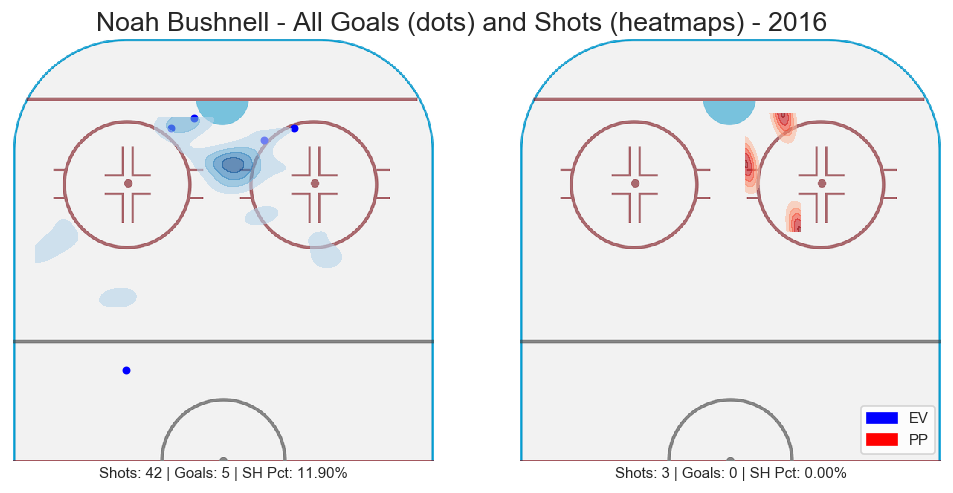 Noah Bushnell - All Goals (dots) and Shots (heatmaps) - 2016
EV
PP
Shots: 42 | Goals: 5 | SH Pct: 11.90%
Shots: 3 | Goals: 0 | SH Pct: 0.00%